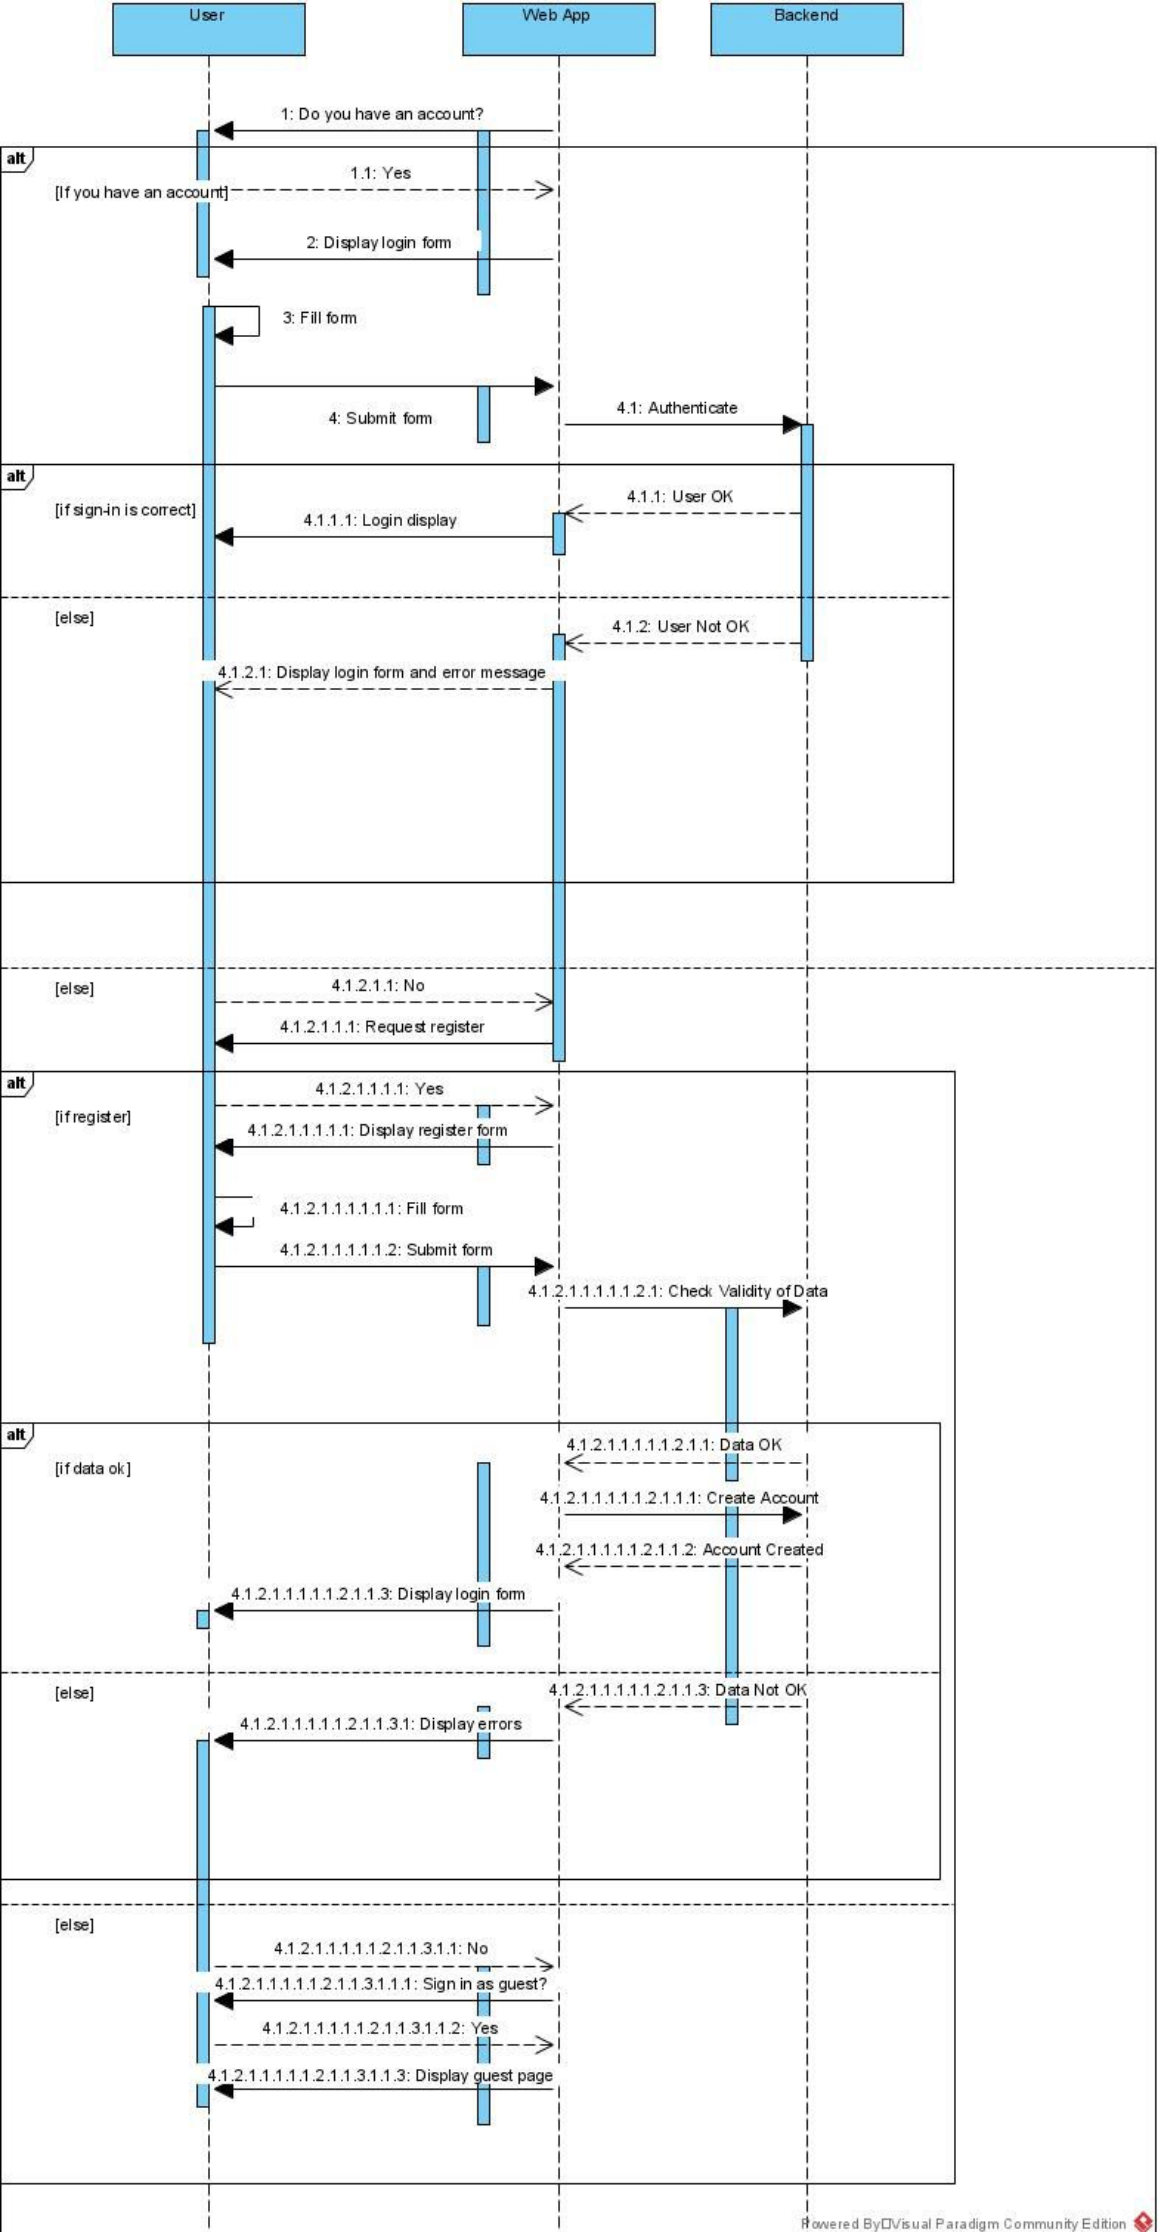 User
Web App
Backend
1: Do you have an account?
alt
1.1: Yes
[If you have an account]
2: Display login form
3: Fill form
4.1: Authenticate
4: Submit form
alt
4.1.1: User OK
[if sign-in is correct]
4.1.1.1: Login display
[else]
4.1.2: User Not OK
4.1.2.1: Display login form and error message
[else]
4.1.2.1.1: No
4.1.2.1.1.1: Request register
alt
4.1.2.1.1.1.1: Yes
[if register]
4.1.2.1.1.1.1.1: Display register form
4.1.2.1.1.1.1.1.1: Fill form
4.1.2.1.1.1.1.1.2: Submit form
4.1.2.1.1.1.1.1.2.1: Check Validity of Data
alt
4.1.2.1.1.1.1.1.2.1.1: Data OK
[if data ok]
4.1.2.1.1.1.1.1.2.1.1.1: Create Account
4.1.2.1.1.1.1.1.2.1.1.2: Account Created
4.1.2.1.1.1.1.1.2.1.1.3: Display login form
[else]
4.1.2.1.1.1.1.1.2.1.1.3: Data Not OK
4.1.2.1.1.1.1.1.2.1.1.3.1: Display errors
[else]
4.1.2.1.1.1.1.1.2.1.1.3.1.1: No
4.1.2.1.1.1.1.1.2.1.1.3.1.1.1: Sign in as guest?
4.1.2.1.1.1.1.1.2.1.1.3.1.1.2: Yes
4.1.2.1.1.1.1.1.2.1.1.3.1.1.3: Display guest page
Powered By□Visual Paradigm Community Edition